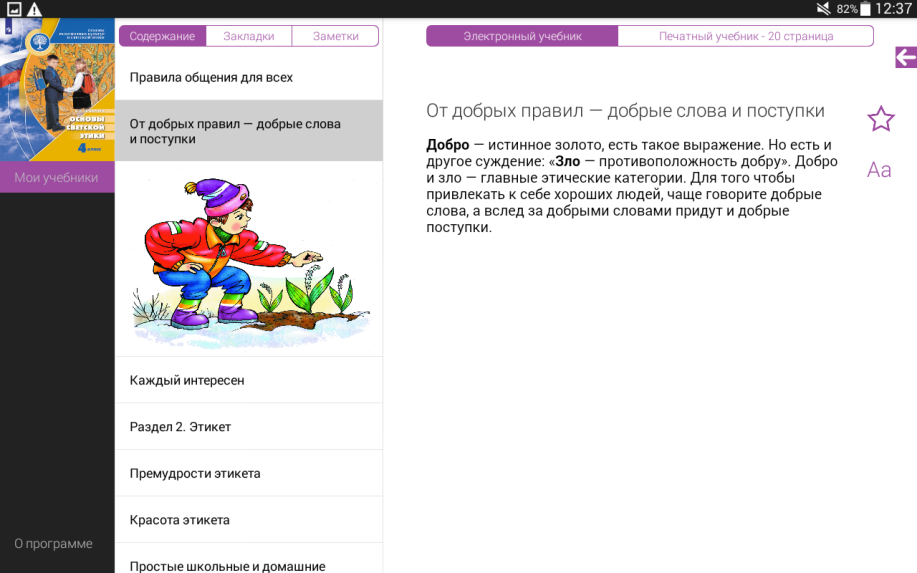 82% 12:37
ОСНОВЫ
СВЕТСКОЙ
ЭТИКИ
4 класс
Мои учебники
О программе
Содержание Закладки Заметки
Правила общения для всех
От добрых правил — добрые слова
и поступки
Каждый интересен
Раздел 2. Этикет
Премудрости этикета
Красота этикета
Простые школьные и домашние
Электронный учебник Печатный учебник - 20 страница
От добрых правил — добрые слова и поступки
Aa
Добро — истинное золото, есть такое выражение. Но есть и
другое суждение: «Зло — противоположность добру». Добро
и зло — главные этические категории. Для того чтобы
привлекать к себе хороших людей, чаще говорите добрые
слова, а вслед за добрыми словами придут и добрые
поступки.